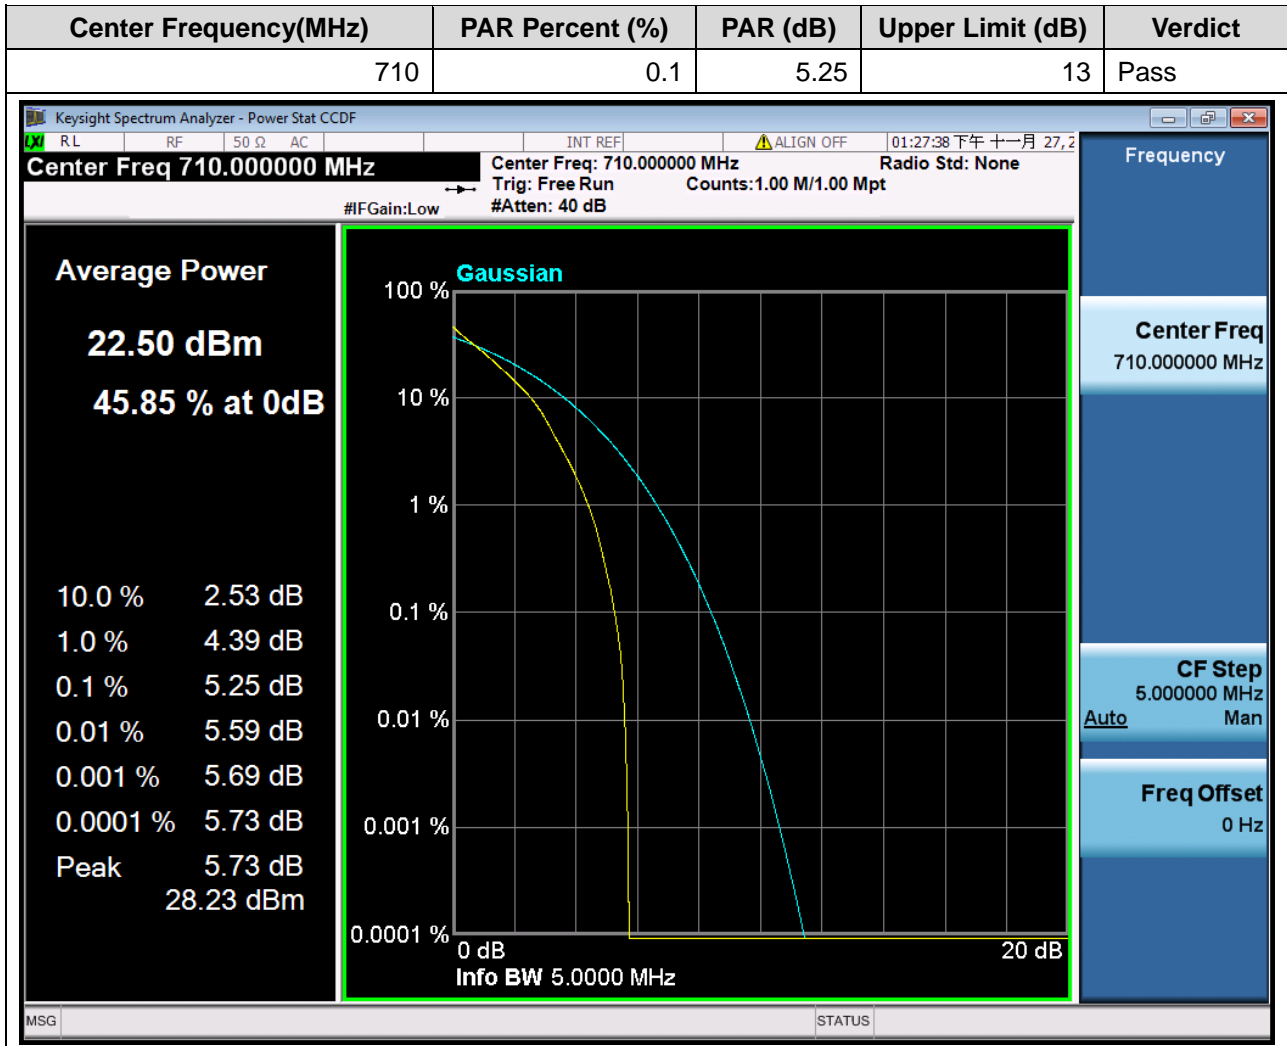 Center Frequency(MHz) PAR Percent (%) PAR (dB) Upper Limit (dB) Verdict
710 0.1 5.25 13 Pass
Keysight Spectrum Analyzer - Power Stat CCDF
LXI RL RF 50 Ω AC INT REF ALIGN OFF 01:27:38 下午 十一月 27, 2
Center Freq 710.000000 MHz
Center Freq: 710.000000 MHz Radio Std: None
Trig: Free Run Counts:1.00 M/1.00 Mpt
#IFGain:Low #Atten: 40 dB
Frequency
Average Power
22.50 dBm
45.85 % at 0dB
10.0 % 2.53 dB
1.0 % 4.39 dB
0.1 % 5.25 dB
0.01 % 5.59 dB
0.001 % 5.69 dB
0.0001 % 5.73 dB
Peak 5.73 dB
28.23 dBm
Gaussian
100 %
10 %
1 %
0.1 %
0.01 %
0.001 %
0.0001 %
0 dB 20 dB
Info BW 5.0000 MHz
Center Freq
710.000000 MHz
CF Step
5.000000 MHz
Auto Man
Freq Offset
0 Hz
MSG STATUS